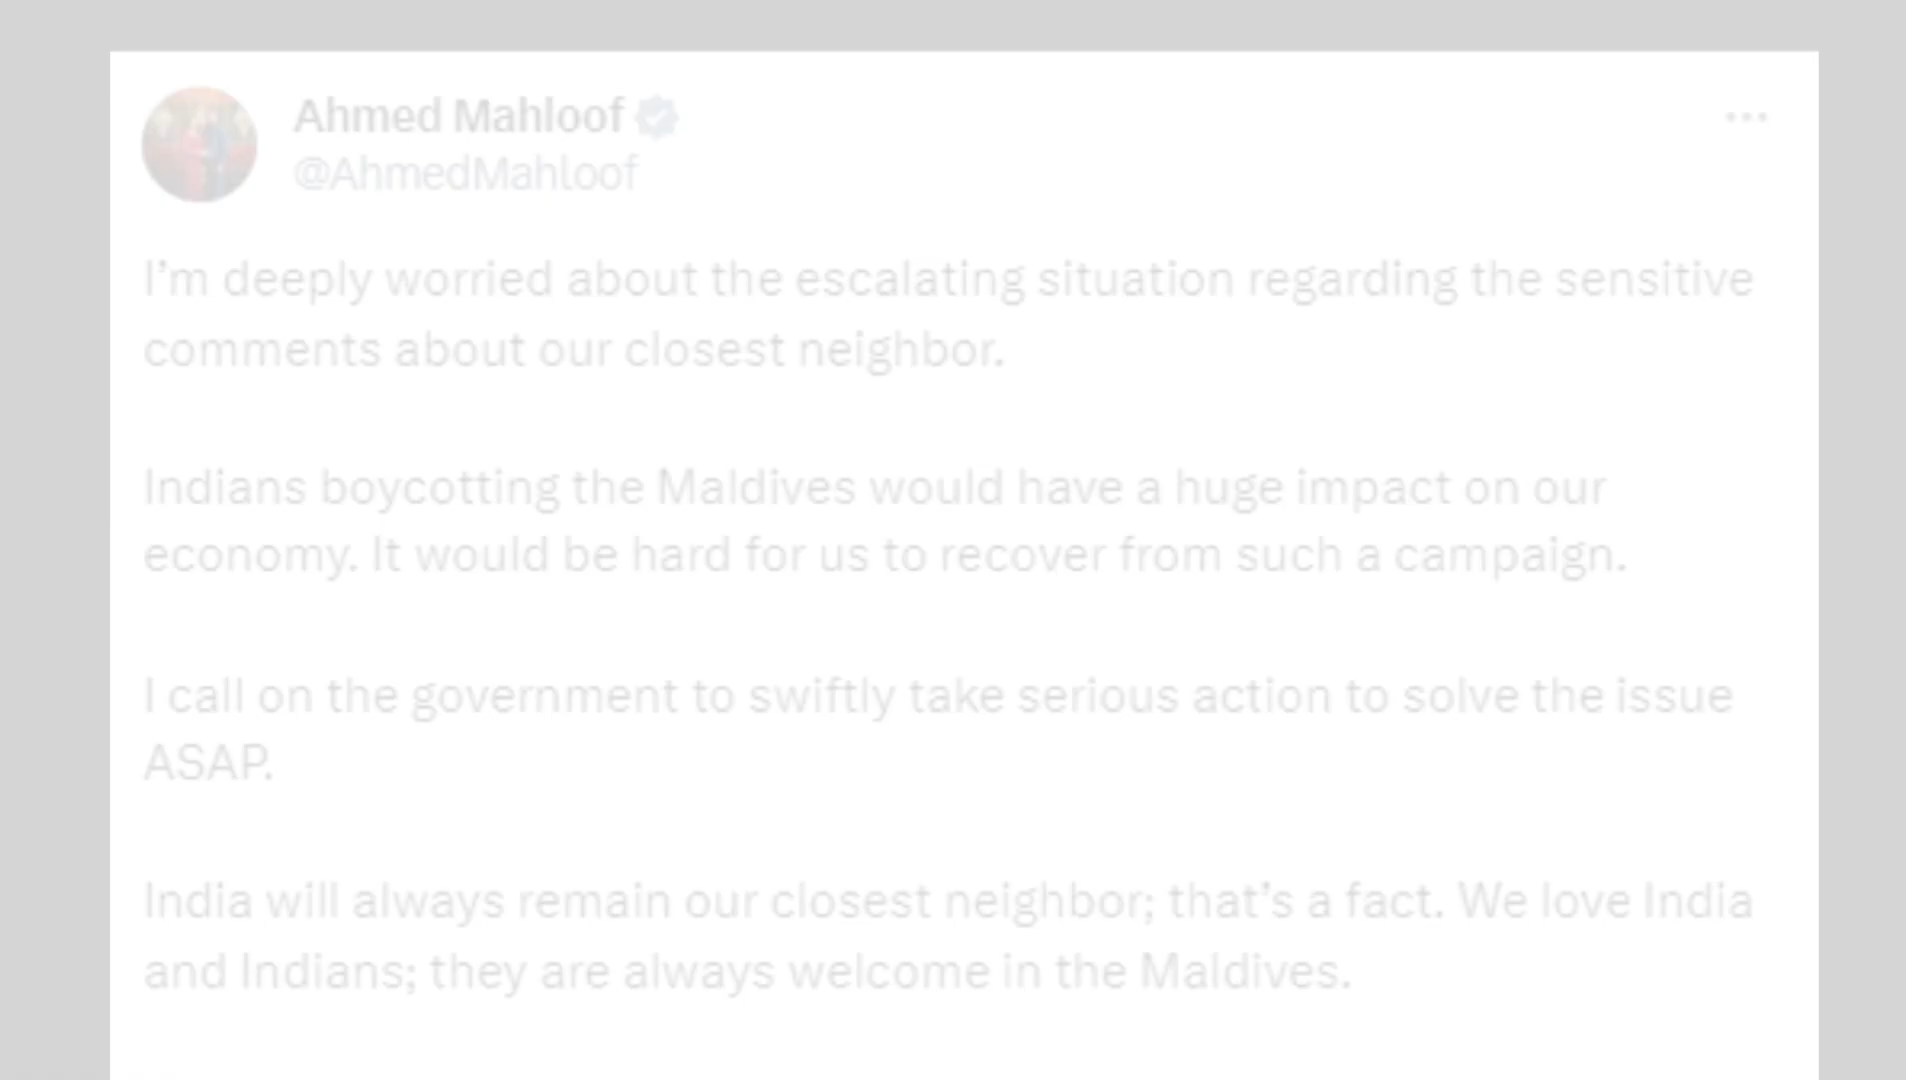 Ahmed Mahloof
@AhmedMahloof
I’m deeply worried about the escalating situation regarding the sensitive
comments about our closest neighbor.
Indians boycotting the Maldives would have a huge impact on our
economy. It would be hard for us to recover from such a campaign.
I call on the government to swiftly take serious action to solve the issue
ASAP.
India will always remain our closest neighbor; that’s a fact. We love India
and Indians; they are always welcome in the Maldives.